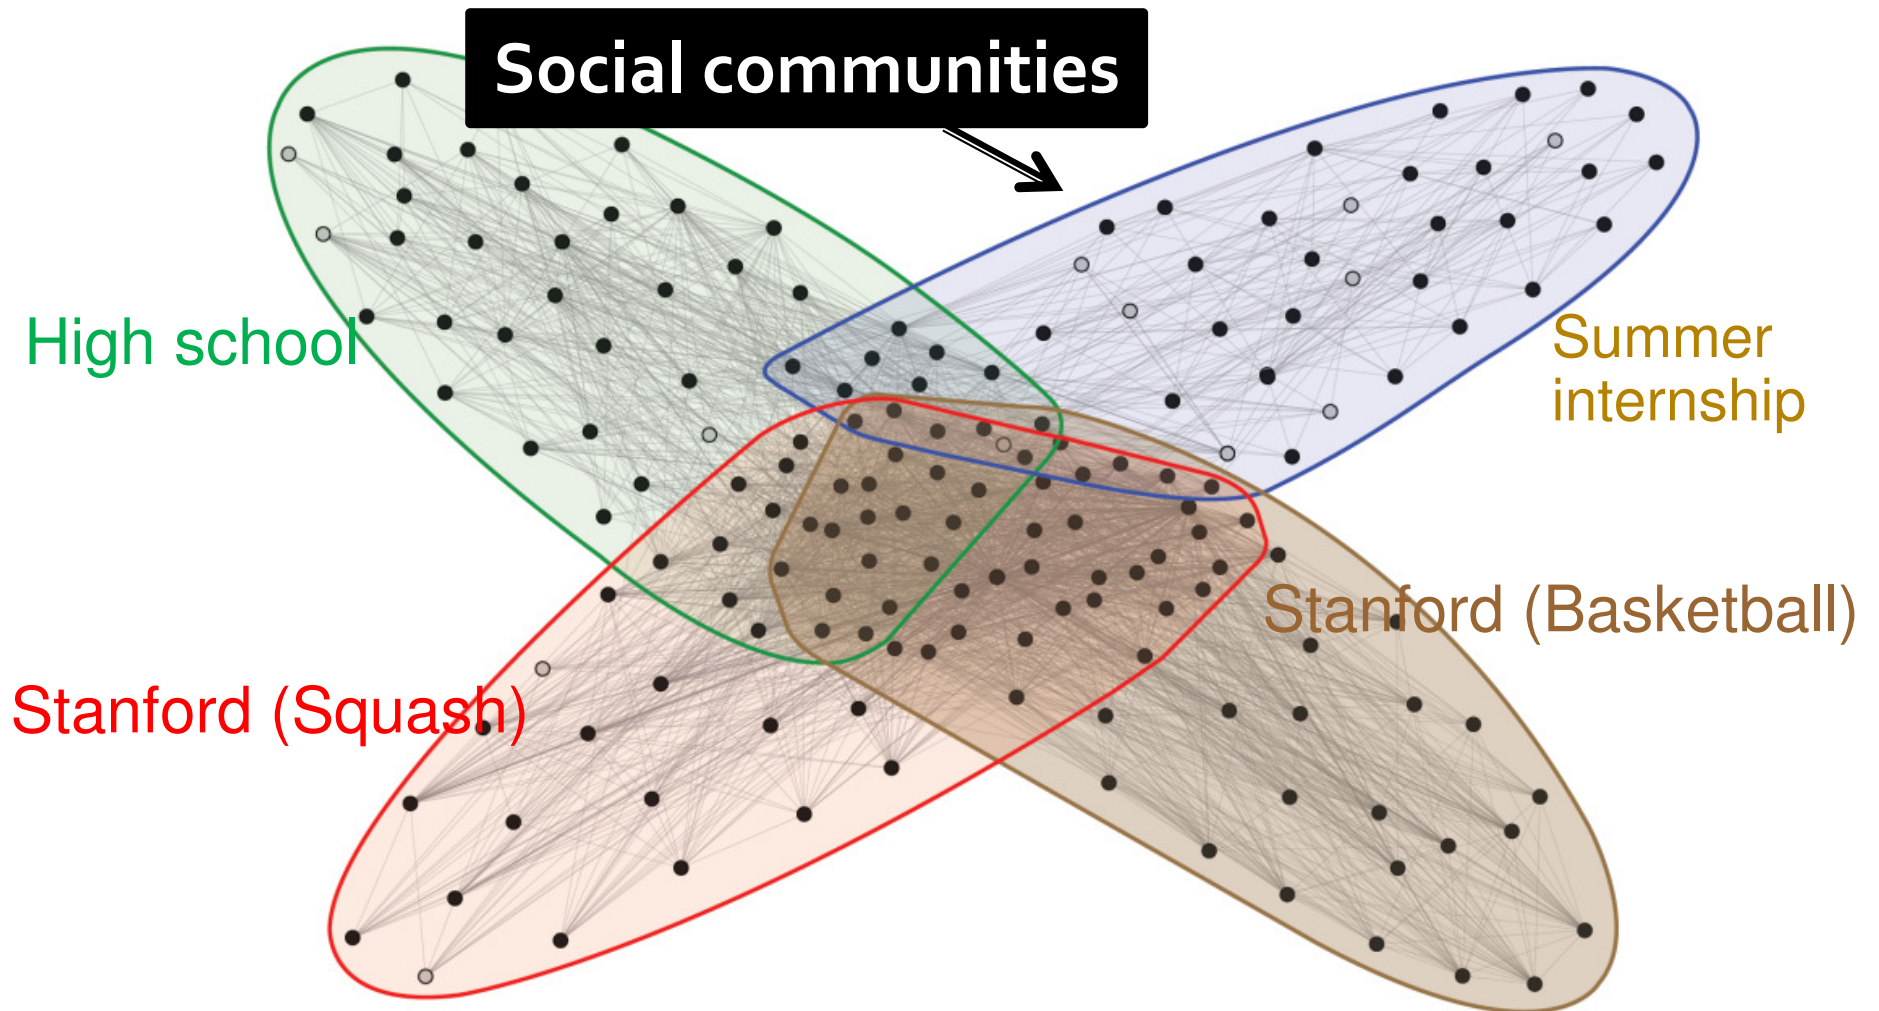 Social communities
High school
Summer
internship
Stanford (Basketball)
Stanford (Squash)